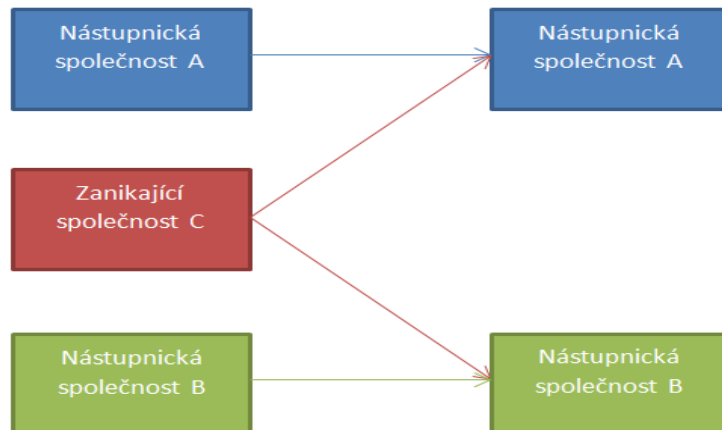 Nástupnická
společnost A
Nástupnická
společnost A
Zanikající
společnost C
Nástupnická
společnost B
Nástupnická
společnost B